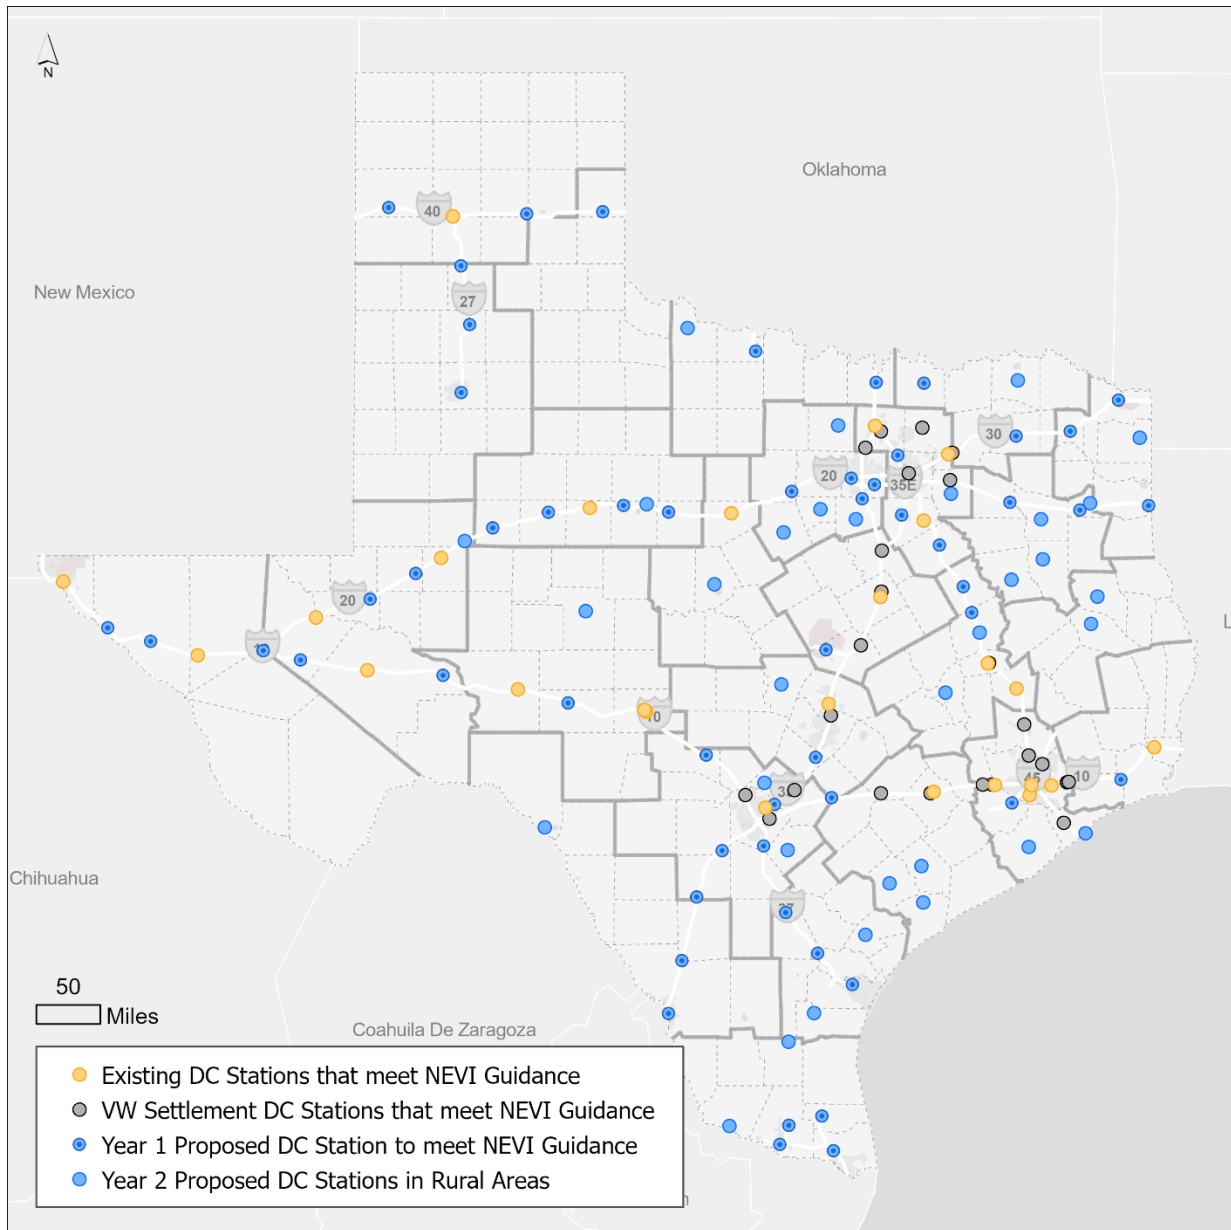 N
Oklahoma
40
New Mexico
27
30
20
35E
20
1
L
10
45
10
3
Chihuahua
37
50
Miles
Coahuila De Zaragoza
Existing DC Stations that meet NEVI Guidance
VW Settlement DC Stations that meet NEVI Guidance
Year 1 Proposed DC Station to meet NEVI Guidance
Year 2 Proposed DC Stations in Rural Areas
n